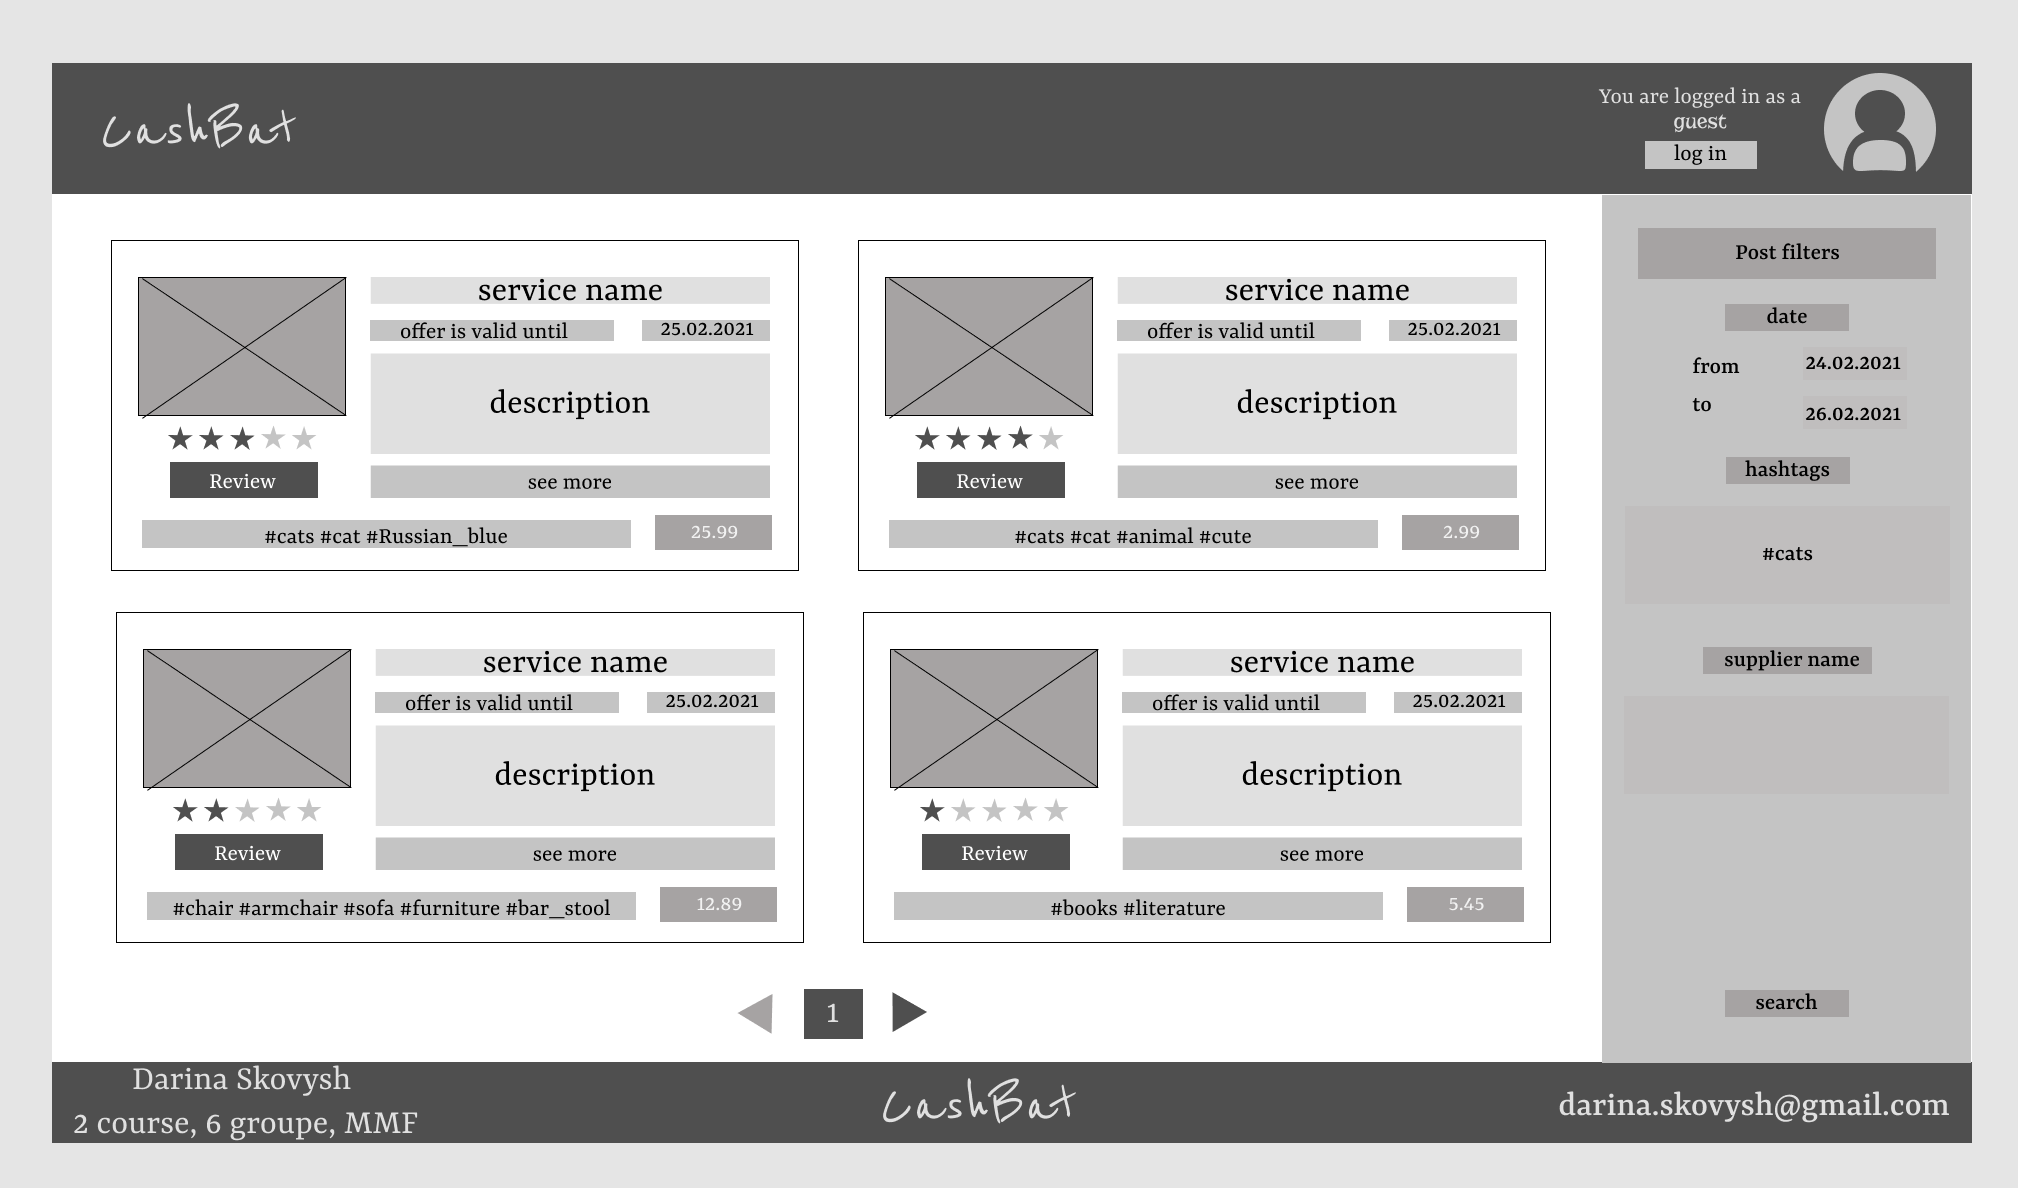 CashBat
You are logged in as a
guest
log in
service name
offer is valid until
25.02.2021
description
Review
see more
#cats #cat #Russian_blue
25.99
service name
offer is valid until
25.02.2021
description
Review
see more
#cats #cat #animal #cute
2.99
service name
offer is valid until
25.02.2021
description
Review
see more
#chair #armchair #sofa #furniture #bar_stool
12.89
service name
offer is valid until
25.02.2021
description
Review
see more
#books #literature
5.45
1
Post filters
date
from
24.02.2021
to
26.02.2021
hashtags
#cats
supplier name
search
Darina Skovysh
2 course, 6 groupe, MMF
CashBat
darina.skovysh@gmail.com